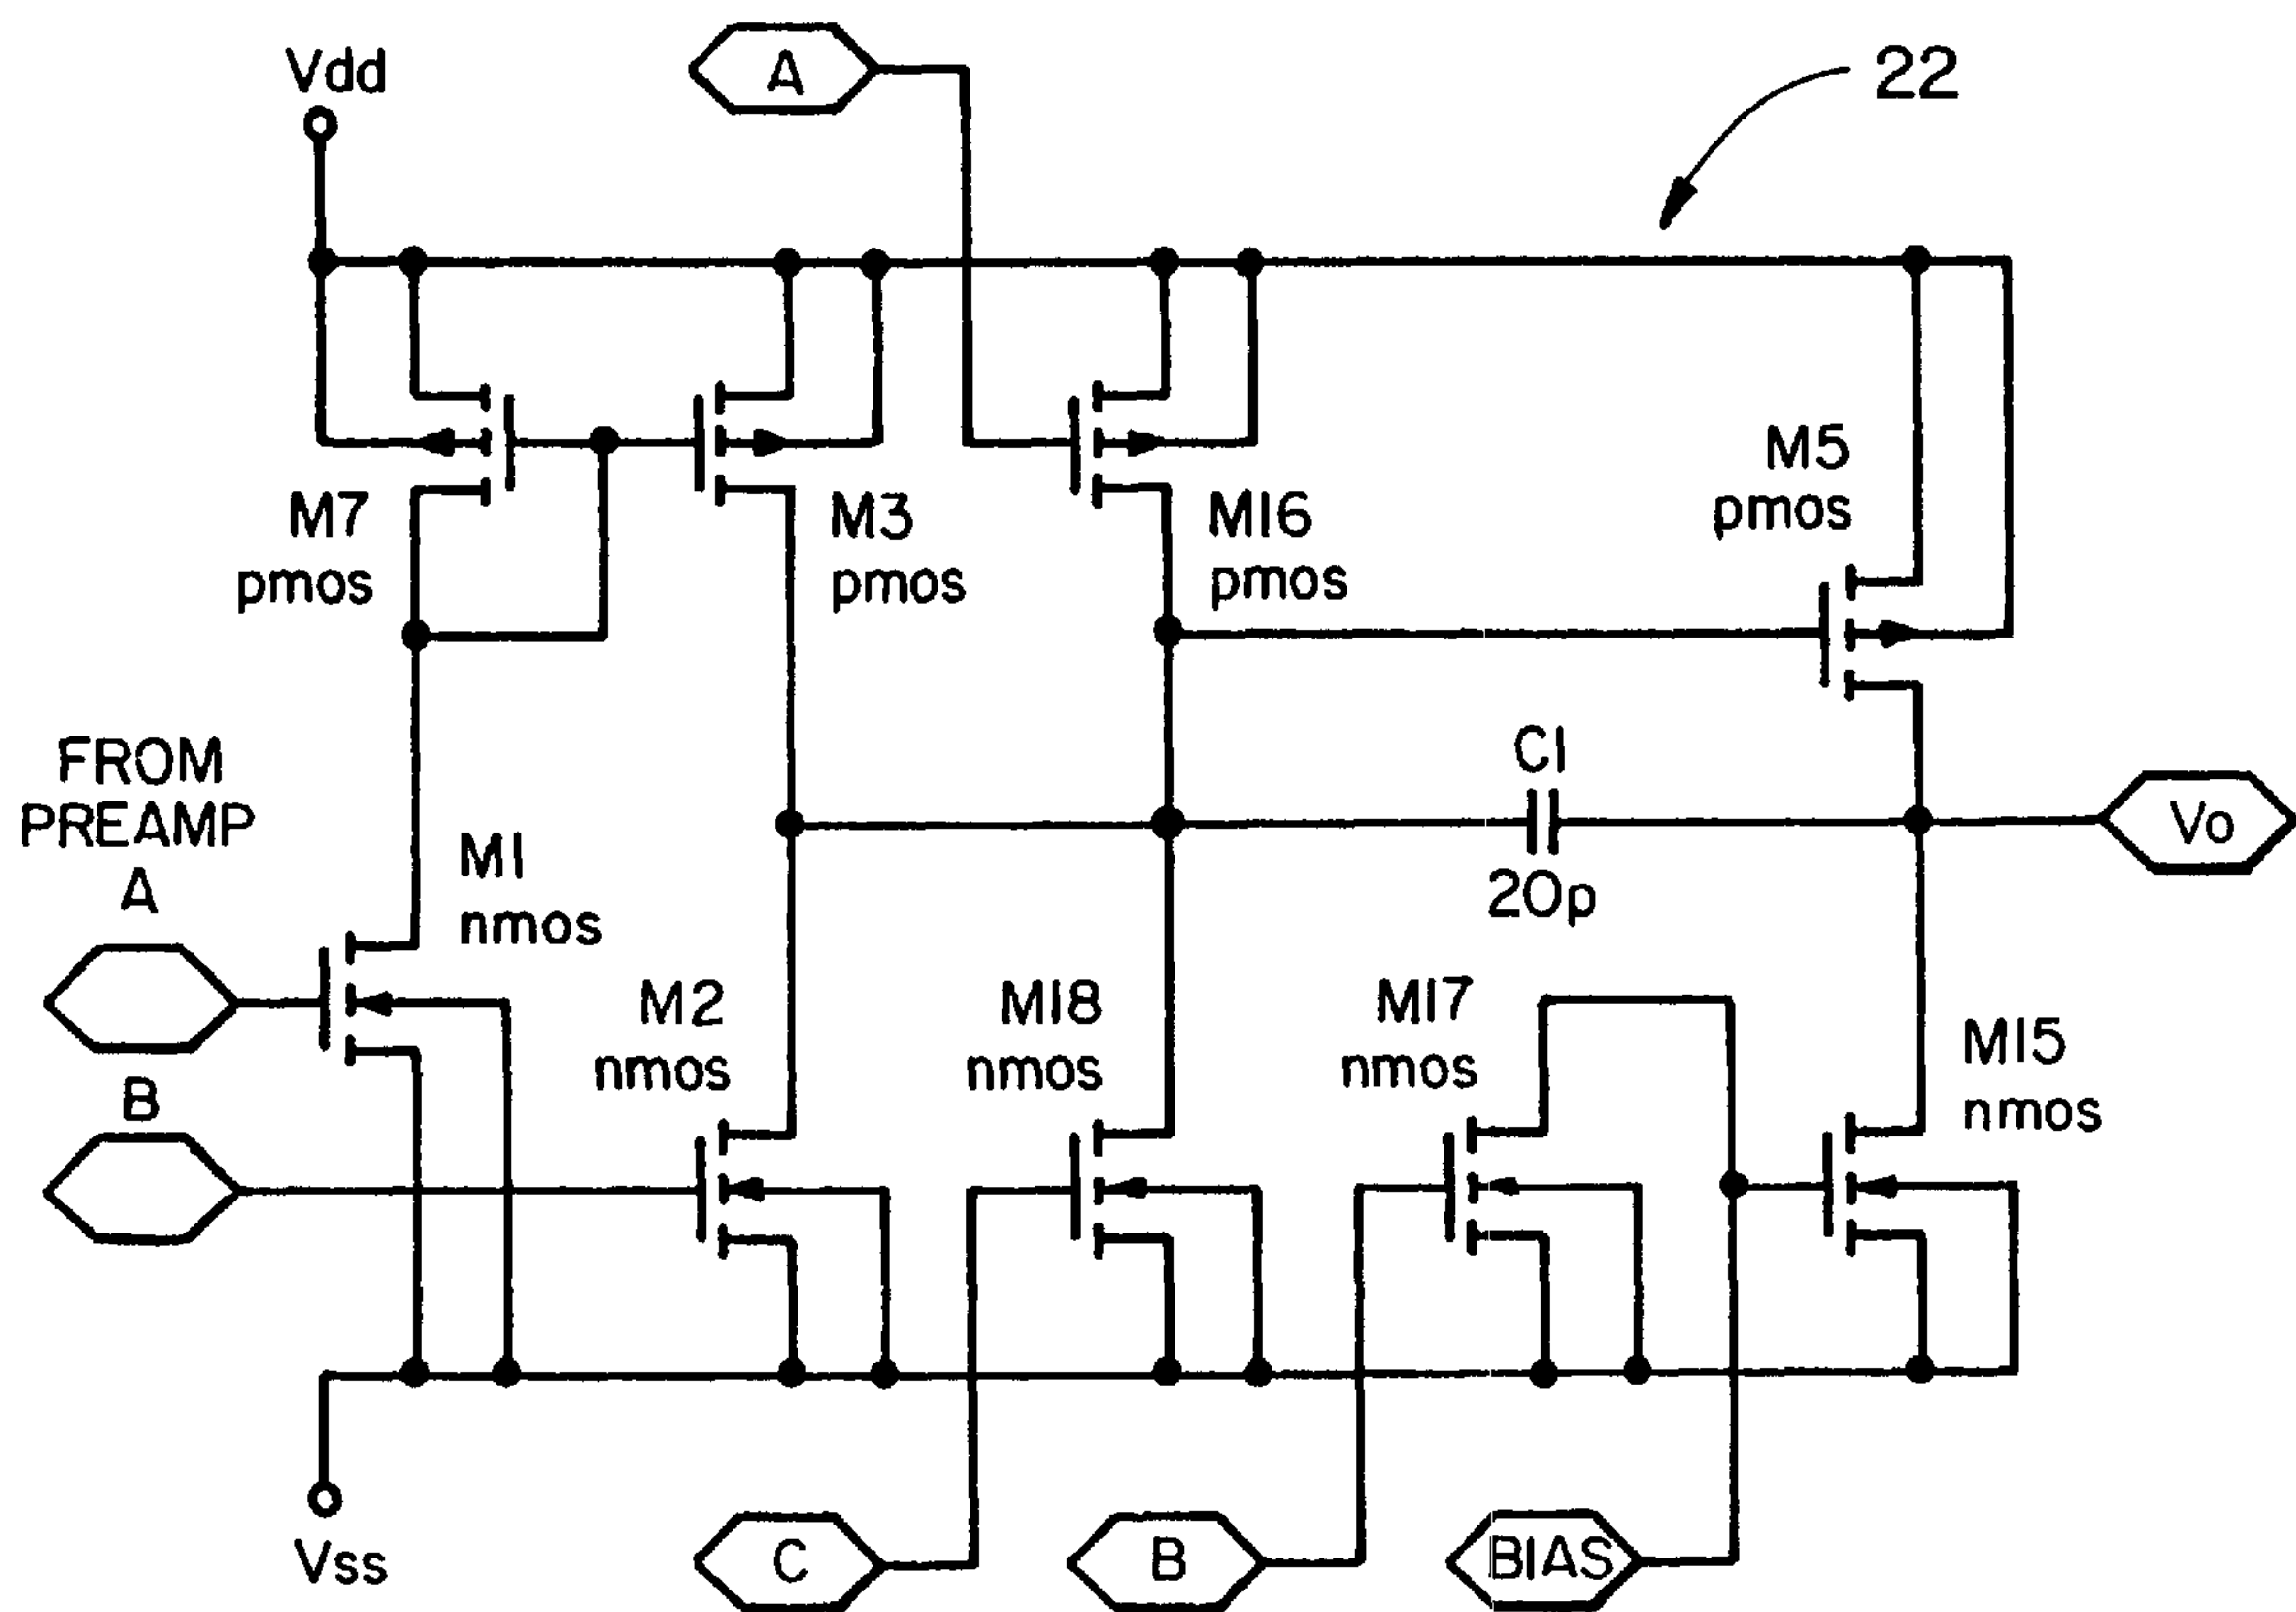 Vdd
A
22
M7
pmos
M3
pmos
M16
pmos
M5
pmos
FROM
PREAMP
A
M1
nmos
C1
20p
Vo
B
M2
nmos
M18
nmos
M17
nmos
M15
nmos
Vss
C
B
BIAS